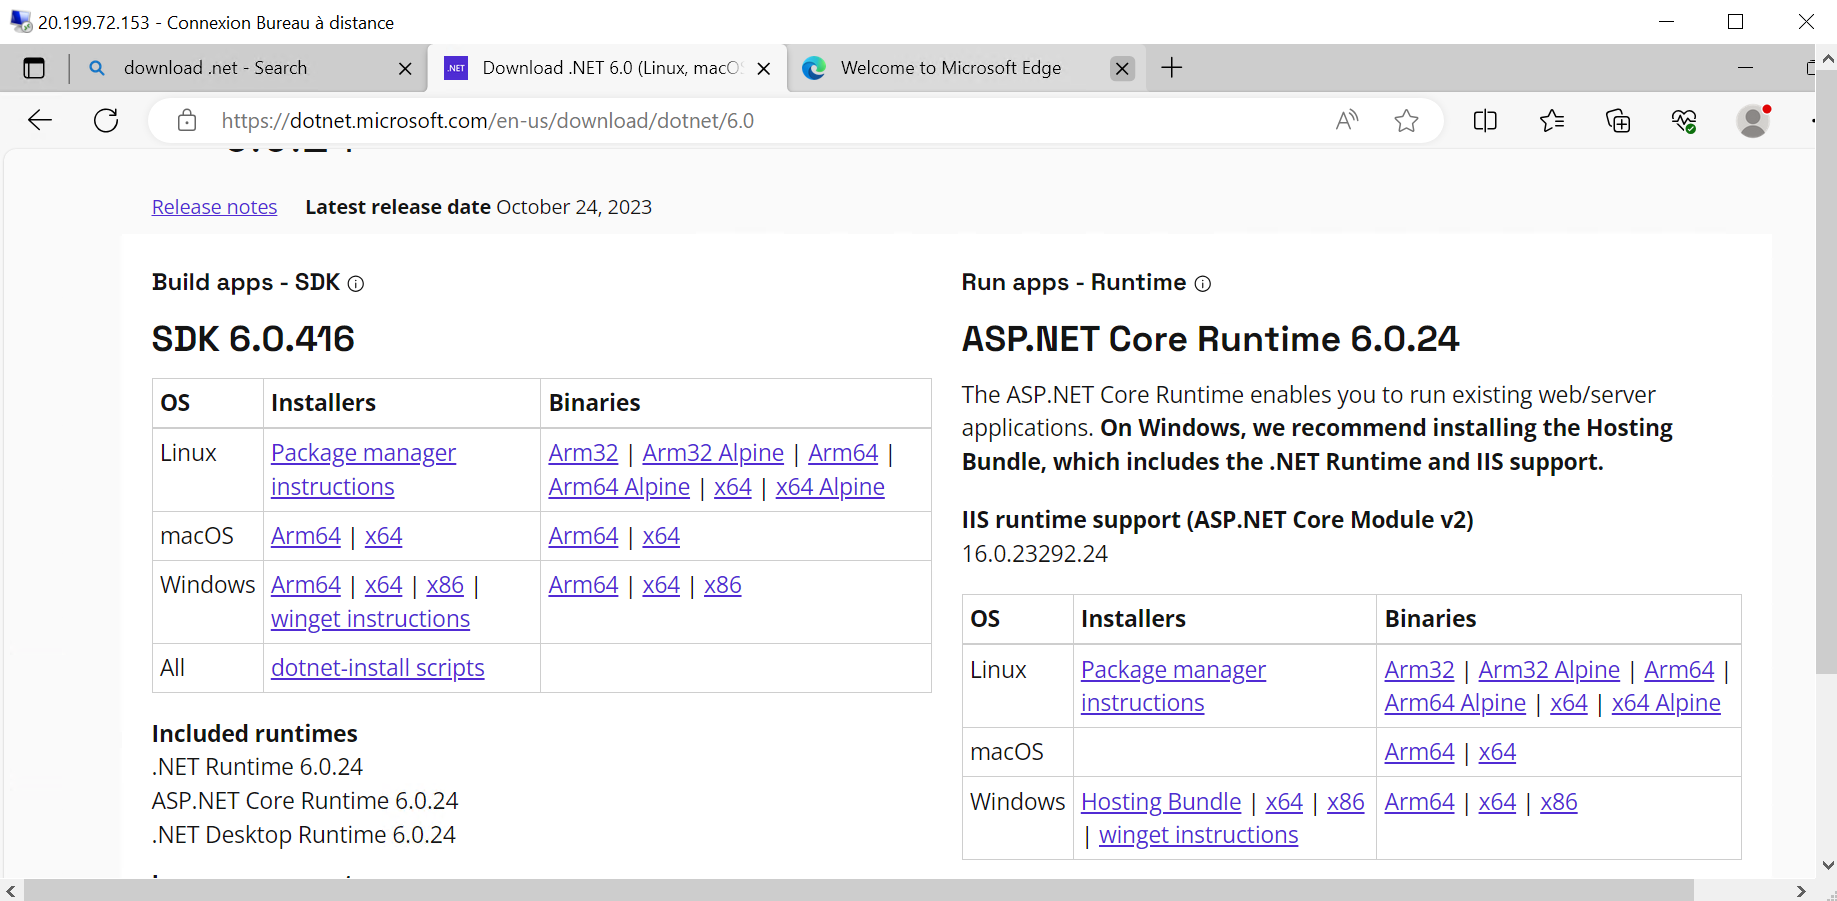 20.199.72.153 - Connexion Bureau à distance
download .net - Search
.NET
Download .NET 6.0 (Linux, macOS
Welcome to Microsoft Edge
https://dotnet.microsoft.com/en-us/download/dotnet/6.0
Release notes
Latest release date October 24, 2023
Build apps - SDK
SDK 6.0.416
OS Installers Binaries
Linux Package manager Arm32 | Arm32 Alpine | Arm64 |
instructions Arm64 Alpine | x64 | x64 Alpine
macOS Arm64 | x64 Arm64 | x64
Windows Arm64 | x64 | x86 | Arm64 | x64 | x86
winget instructions
All dotnet-install scripts
Included runtimes
.NET Runtime 6.0.24
ASP.NET Core Runtime 6.0.24
.NET Desktop Runtime 6.0.24
Run apps - Runtime
ASP.NET Core Runtime 6.0.24
The ASP.NET Core Runtime enables you to run existing web/server
applications. On Windows, we recommend installing the Hosting
Bundle, which includes the .NET Runtime and IIS support.
IIS runtime support (ASP.NET Core Module v2)
16.0.23292.24
OS Installers Binaries
Linux Package manager Arm32 | Arm32 Alpine | Arm64 |
instructions Arm64 Alpine | x64 | x64 Alpine
macOS Arm64 | x64
Windows Hosting Bundle | x64 | x86 Arm64 | x64 | x86
| winget instructions